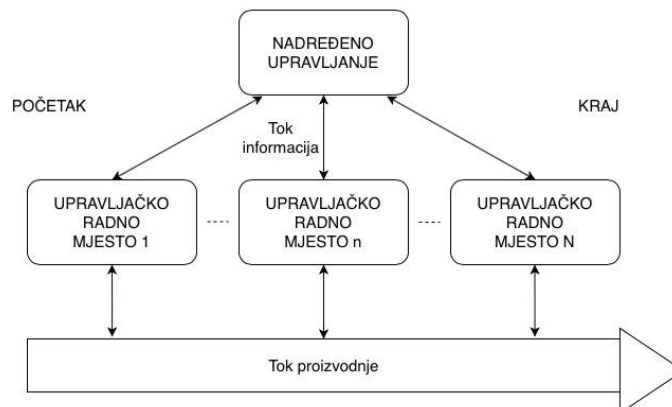 NADREĐENO
UPRAVLJANJE
POČETAK
KRAJ
Tok
informacija
UPRAVLJAČKO
RADNO
MJESTO 1
UPRAVLJAČKO
RADNO
MJESTO n
UPRAVLJAČKO
RADNO
MJESTO N
Tok proizvodnje